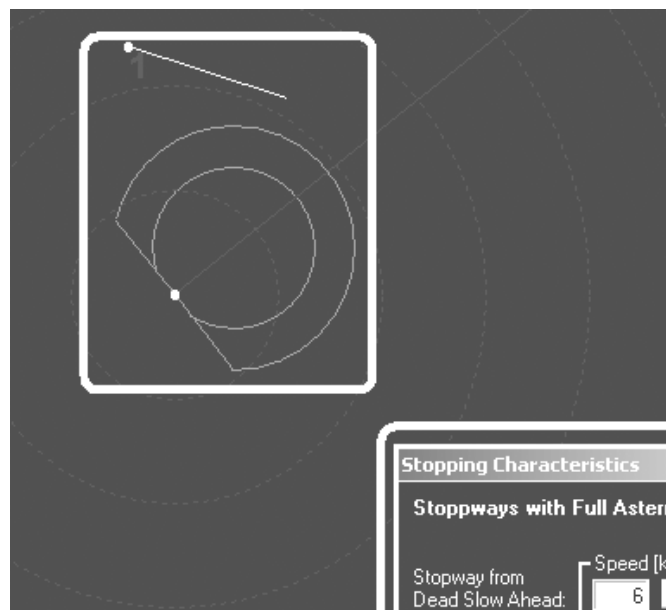 1
Stopping Characteristics
Stoppways with Full Astern
Speed [k
Stopway from
Dead Slow Ahead:
6